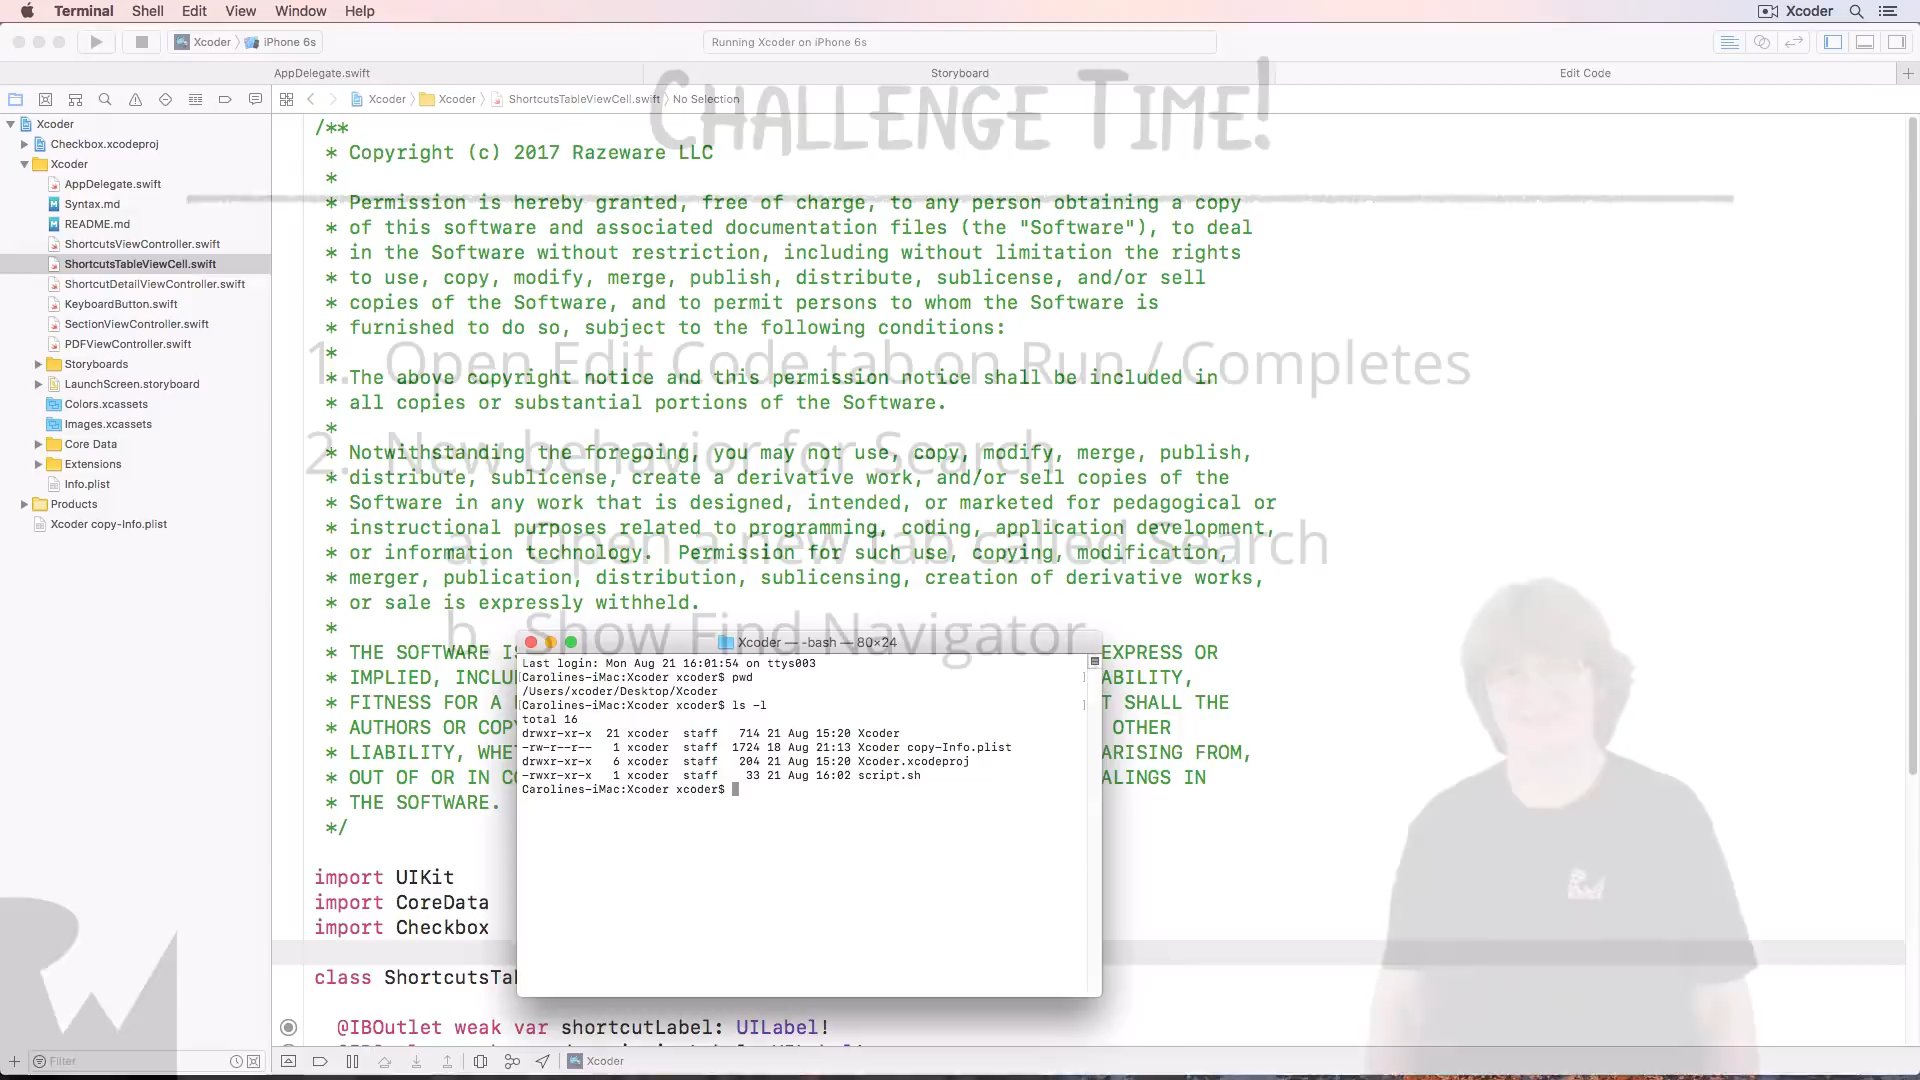 Terminal Shell Edit View Window Help Xcoder
Xcoder iPhone 6s Running Xcoder on iPhone 6s
AppDelegate.swift Storyboard Edit Code
CHALLENGE TIME!
Xcoder Xcoder ShortcutsTableViewCell.swift No Selection
Xcoder
Checkbox.xcodeproj
Xcoder
AppDelegate.swift
Syntax.md
README.md
ShortcutsViewController.swift
ShortcutsTableViewCell.swift
ShortcutDetailViewController.swift
KeyboardButton.swift
SectionViewController.swift
PDFViewController.swift
Storyboards
LaunchScreen.storyboard
Colors.xcassets
Images.xcassets
Core Data
Extensions
Info.plist
Products
Xcoder copy-Info.plist
Filter
/**
* Copyright (c) 2017 Razeware LLC
*
* Permission is hereby granted, free of charge, to any person obtaining a copy
* of this software and associated documentation files (the "Software"), to deal
* in the Software without restriction, including without limitation the rights
* to use, copy, modify, merge, publish, distribute, sublicense, and/or sell
* copies of the Software, and to permit persons to whom the Software is
* furnished to do so, subject to the following conditions:
*
* The above copyright notice and this permission notice shall be included in
* all copies or substantial portions of the Software.
*
* Notwithstanding the foregoing, you may not use, copy, modify, merge, publish,
* distribute, sublicense, create a derivative work, and/or sell copies of the
* Software in any work that is designed, intended, or marketed for pedagogical or
* instructional purposes related to programming, coding, application development,
* or information technology. Permission for such use, copying, modification,
* merger, publication, distribution, sublicensing, creation of derivative works,
* or sale is expressly withheld.
*
* THE SOFTWARE IS EXPRESS OR
* IMPLIED, INCLU ABILITY,
* FITNESS FOR A T SHALL THE
* AUTHORS OR COP OTHER
* LIABILITY, WHE ARISING FROM,
* OUT OF OR IN C ALINGS IN
* THE SOFTWARE.
*/
import UIKit
import CoreData
import Checkbox
class ShortcutsTa
@IBOutlet weak var shortcutLabel: UILabel!
1. Open Edit Code tab on Run / Completes
2. New behavior for Search
a. Open a new tab called Search
b. Show Find Navigator
Xcoder — -bash — 80×24
Last login: Mon Aug 21 16:01:54 on ttys003
[Carolines-iMac:Xcoder xcoder$ pwd ]
/Users/xcoder/Desktop/Xcoder
[Carolines-iMac:Xcoder xcoder$ ls -l ]
total 16
drwxr-xr-x 21 xcoder staff 714 21 Aug 15:20 Xcoder
-rw-r--r-- 1 xcoder staff 1724 18 Aug 21:13 Xcoder copy-Info.plist
drwxr-xr-x 6 xcoder staff 204 21 Aug 15:20 Xcoder.xcodeproj
-rwxr-xr-x 1 xcoder staff 33 21 Aug 16:02 script.sh
Carolines-iMac:Xcoder xcoder$
Xcoder